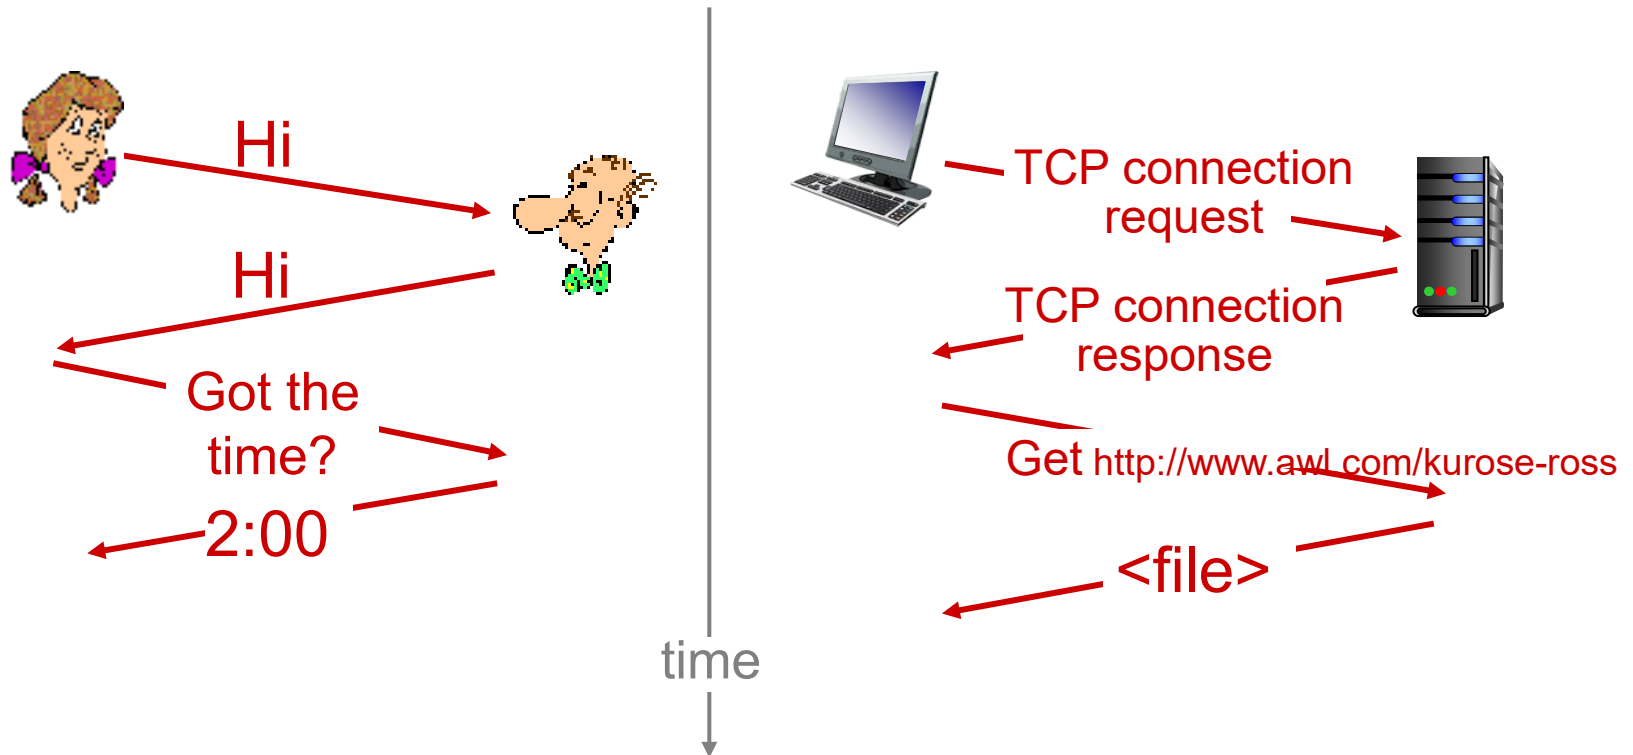 Hi
Hi
Got the
time?
2:00
TCP connection
request
TCP connection
response
Get http://www.awl.com/kurose-ross
<file>
time